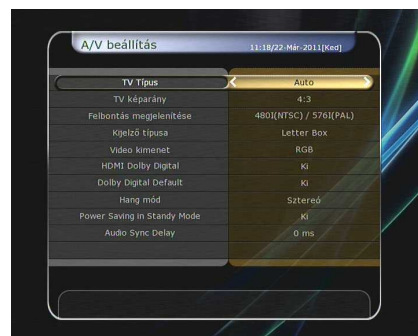 A/V beállítás
11:18/22-Már-2011[Ked]
TV Típus Auto
TV képarány 4:3
Felbontás megjelenítése 480I(NTSC) / 576I(PAL)
Kijelző típusa Letter Box
Video kimenet RGB
HDMI Dolby Digital Ki
Dolby Digital Default Ki
Hang mód Sztereó
Power Saving in Standy Mode Ki
Audio Sync Delay 0 ms